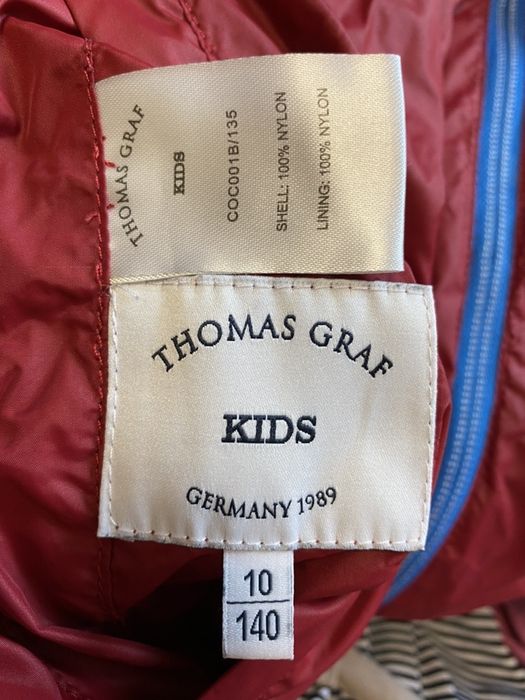 THOMAS GRAF
KIDS
COC001B/135
SHELL: 100% NYLON
LINING: 100% NYLON
THOMAS GRAF
KIDS
GERMANY 1989
10
140